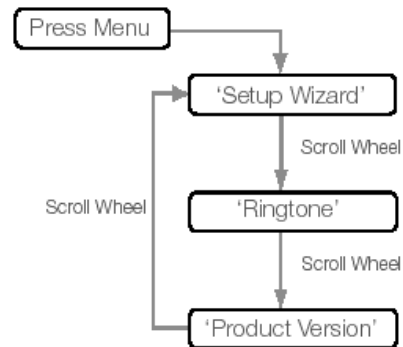 Press Menu
‘Setup Wizard’
Scroll Wheel
Scroll Wheel
‘Ringtone’
Scroll Wheel
‘Product Version’